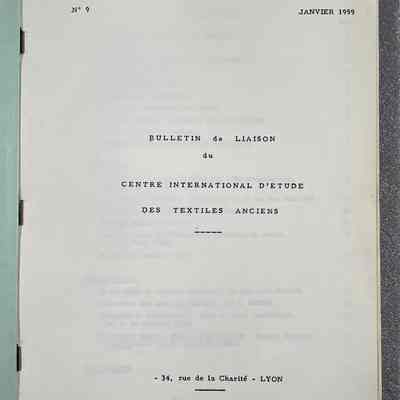 N° 9
JANVIER 1959
BULLETIN de LIAISON
du
CENTRE INTERNATIONAL D'ETUDE
DES TEXTILES ANCIENS
- 34, rue de la Charité - LYON